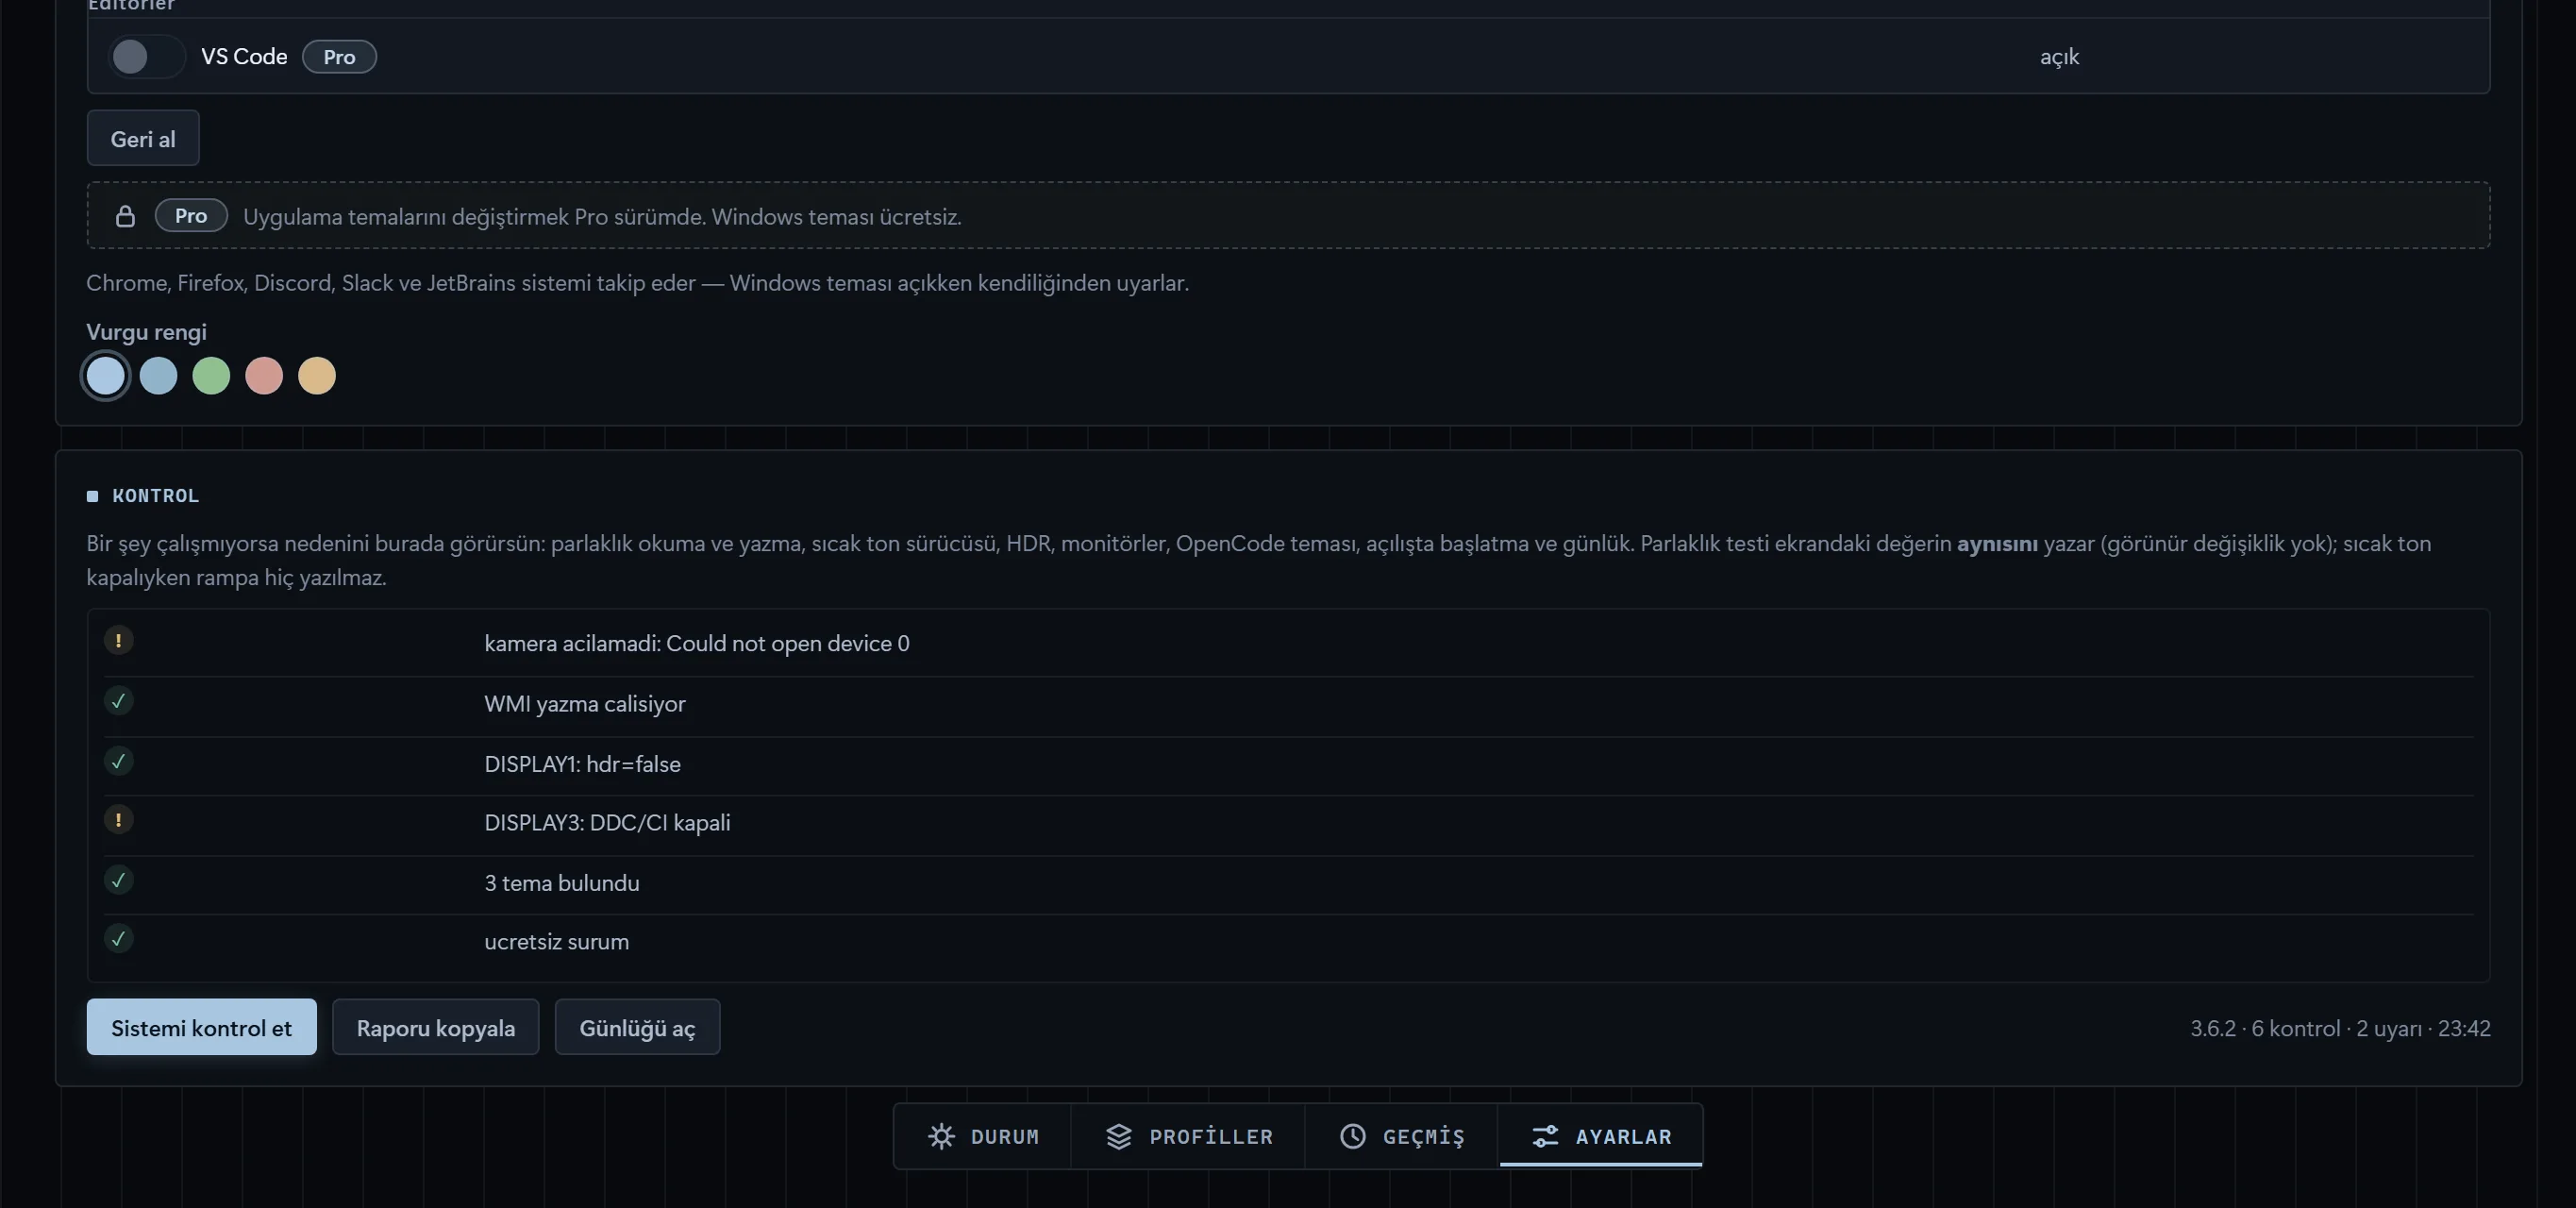 Editörler
VS Code Pro açık
Geri al
Pro Uygulama temalarını değiştirmek Pro sürümde. Windows teması ücretsiz.
Chrome, Firefox, Discord, Slack ve JetBrains sistemi takip eder — Windows teması açıkken kendiliğinden uyarlar.
Vurgu rengi
KONTROL
Bir şey çalışmıyorsa nedenini burada görürsün: parlaklık okuma ve yazma, sıcak ton sürücüsü, HDR, monitörler, OpenCode teması, açılışta başlatma ve günlük. Parlaklık testi ekrandaki değerin aynısını yazar (görünür değişiklik yok); sıcak ton
kapalıyken rampa hiç yazılmaz.
! kamera acilamadi: Could not open device 0
✓ WMI yazma calisiyor
✓ DISPLAY1: hdr=false
! DISPLAY3: DDC/CI kapali
✓ 3 tema bulundu
✓ ucretsiz surum
Sistemi kontrol et Raporu kopyala Günlüğü aç 3.6.2 · 6 kontrol · 2 uyarı · 23:42
DURUM PROFİLLER GEÇMİŞ AYARLAR